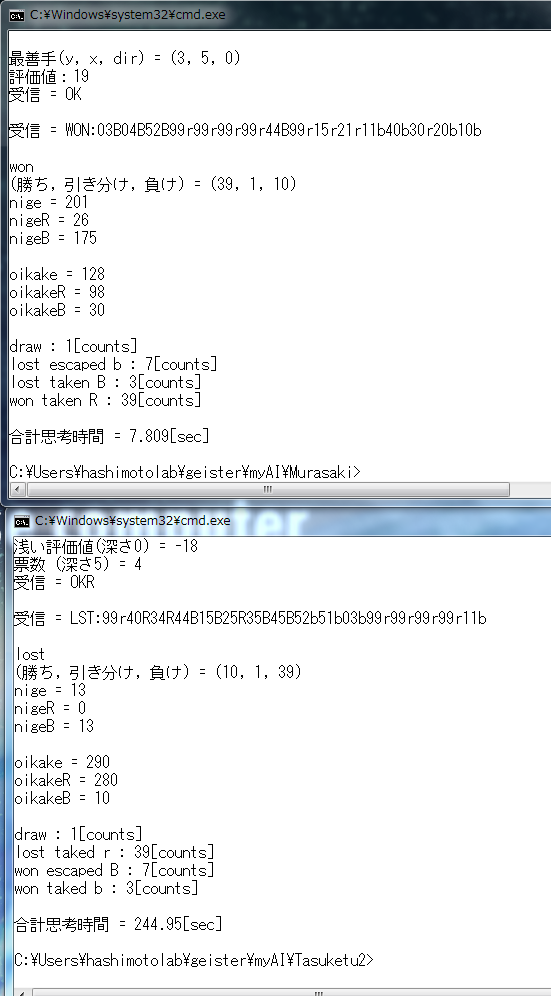 C:¥Windows¥system32¥cmd.exe
最善手(y, x, dir) = (3, 5, 0)
評価値：19
受信 = OK
受信 = WON:03B04B52B99r99r99r99r44B99r15r21r11b40b30r20b10b
won
(勝ち, 引き分け, 負け) = (39, 1, 10)
nige = 201
nigeR = 26
nigeB = 175
oikake = 128
oikakeR = 98
oikakeB = 30
draw : 1[counts]
lost escaped b : 7[counts]
lost taken B : 3[counts]
won taken R : 39[counts]
合計思考時間 = 7.809[sec]
C:¥Users¥hashimotolab¥geister¥myAI¥Murasaki>
C:¥Windows¥system32¥cmd.exe
浅い評価値(深さ0) = -18
票数 (深さ5) = 4
受信 = OKR
受信 = LST:99r40R34R44B15B25R35B45B52b51b03b99r99r99r99r11b
lost
(勝ち, 引き分け, 負け) = (10, 1, 39)
nige = 13
nigeR = 0
nigeB = 13
oikake = 290
oikakeR = 280
oikakeB = 10
draw : 1[counts]
lost taked r : 39[counts]
won escaped B : 7[counts]
won taked b : 3[counts]
合計思考時間 = 244.95[sec]
C:¥Users¥hashimotolab¥geister¥myAI¥Tasuketu2>